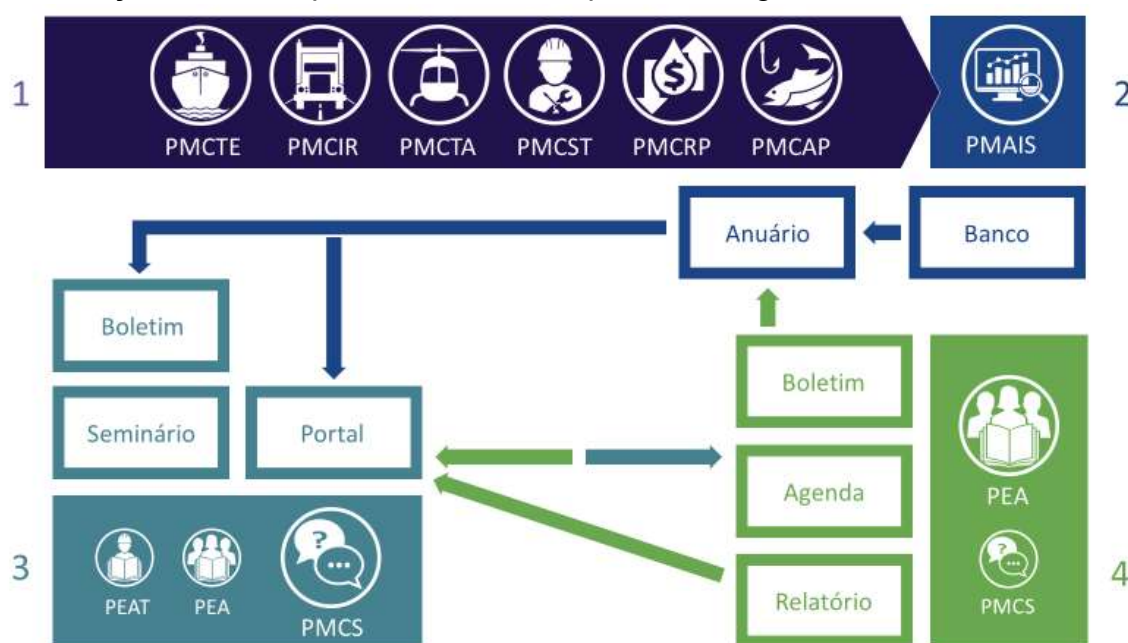 1
PMCTE
PMCIR
PMCTA
PMCST
PMCRP
PMCAP
PMAIS
2
Anuário
Banco
Boletim
Seminário
Portal
Boletim
Agenda
Relatório
PEA
PMCS
3
PEAT
PEA
PMCS
4